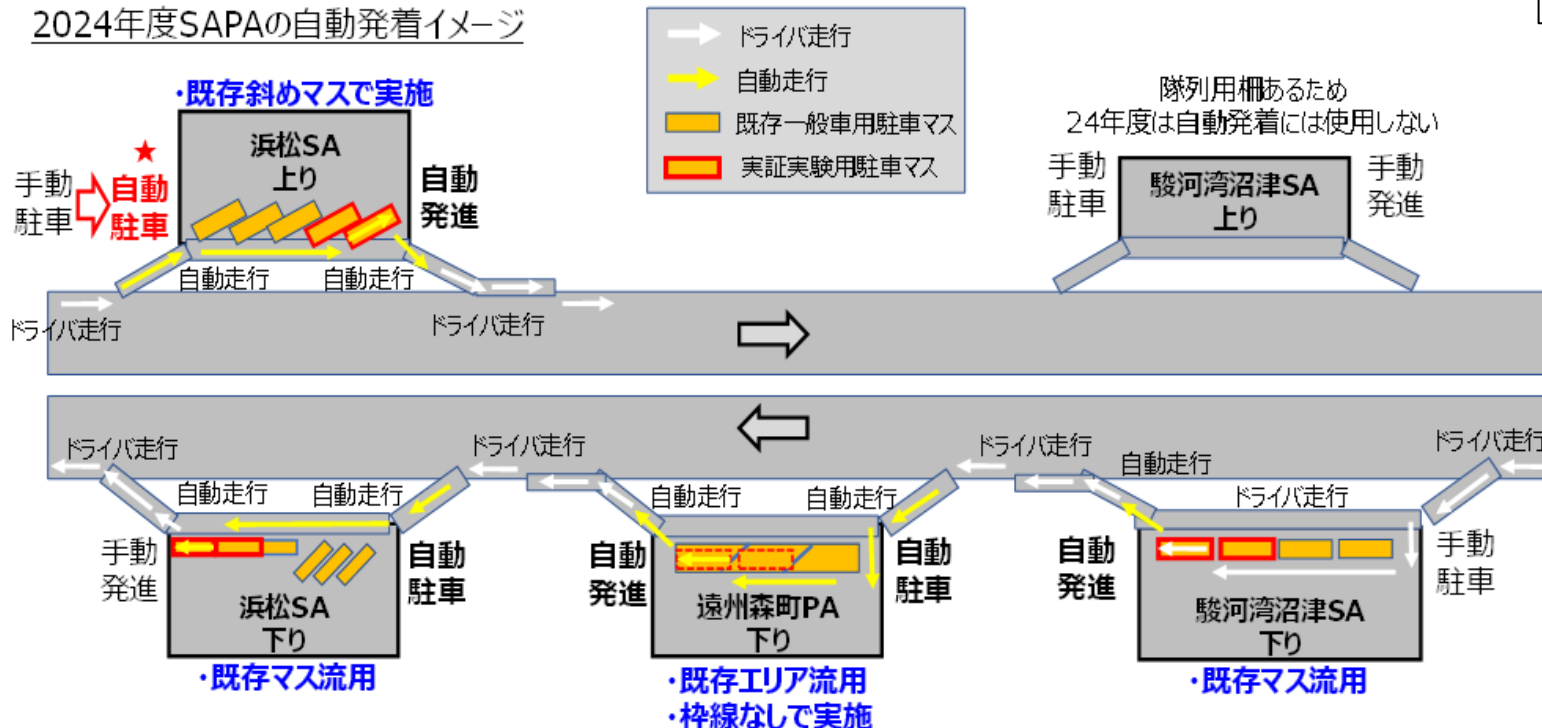 2024年度SAPAの自動発着イメージ
ドライバ走行
自動走行
既存一般車用駐車マス
実証実験用駐車マス
・既存斜めマスで実施
浜松SA
上り
手動
駐車
★
自動
駐車
自動
発進
自動走行
自動走行
ドライバ走行
ドライバ走行
隊列用柵あるため
24年度は自動発着には使用しない
手動
駐車
駿河湾沼津SA
上り
手動
発進
ドライバ走行
自動走行
自動走行
手動
発進
浜松SA
下り
自動
駐車
・既存マス流用
ドライバ走行
自動走行
自動走行
自動
発進
遠州森町PA
下り
自動
駐車
・既存エリア流用
・枠線なしで実施
ドライバ走行
自動走行
ドライバ走行
ドライバ走行
自動
発進
駿河湾沼津SA
下り
手動
駐車
・既存マス流用